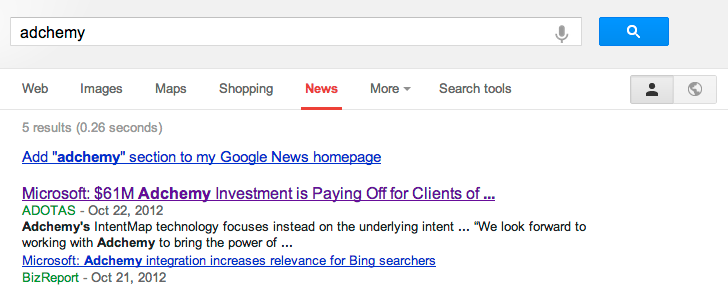 adchemy
Web Images Maps Shopping News More Search tools
5 results (0.26 seconds)
Add "adchemy" section to my Google News homepage
Microsoft: $61M Adchemy Investment is Paying Off for Clients of ...
ADOTAS - Oct 22, 2012
Adchemy's IntentMap technology focuses instead on the underlying intent ... "We look forward to
working with Adchemy to bring the power of ...
Microsoft: Adchemy integration increases relevance for Bing searchers
BizReport - Oct 21, 2012